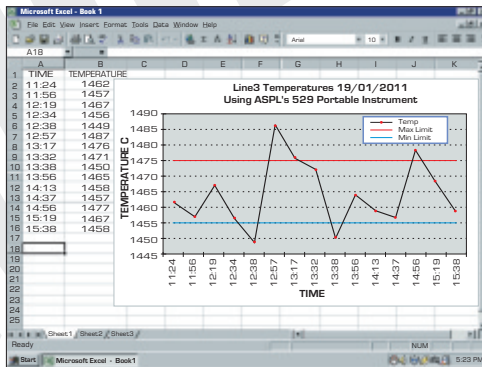 Microsoft Excel - Book 1
File Edit View Insert Format Tools Data Window Help
Arial 10
A18
A B C D E F G H I J K
1 TIME TEMPERATURE
2 11:24 1462
3 11:56 1457
4 12:19 1467
5 12:34 1456
6 12:38 1449
7 12:57 1487
8 13:17 1476
9 13:32 1471
10 13:38 1450
11 13:56 1465
12 14:13 1458
13 14:37 1457
14 14:56 1477
15 15:19 1467
16 15:38 1458
17
18
19
20
21
22
23
24
25
Line3 Temperatures 19/01/2011
Using ASPL's 529 Portable Instrument
Temp
Max Limit
Min Limit
TEMPERATURE C
1490
1485
1480
1475
1470
1465
1460
1455
1450
1445
11:24 11:56 12:19 12:34 12:38 12:57 13:17 13:32 13:38 13:56 14:13 14:37 14:56 15:19 15:38
TIME
Sheet1 Sheet2 Sheet3
Ready NUM
Start Microsoft Excel - Book1 5:23 PM